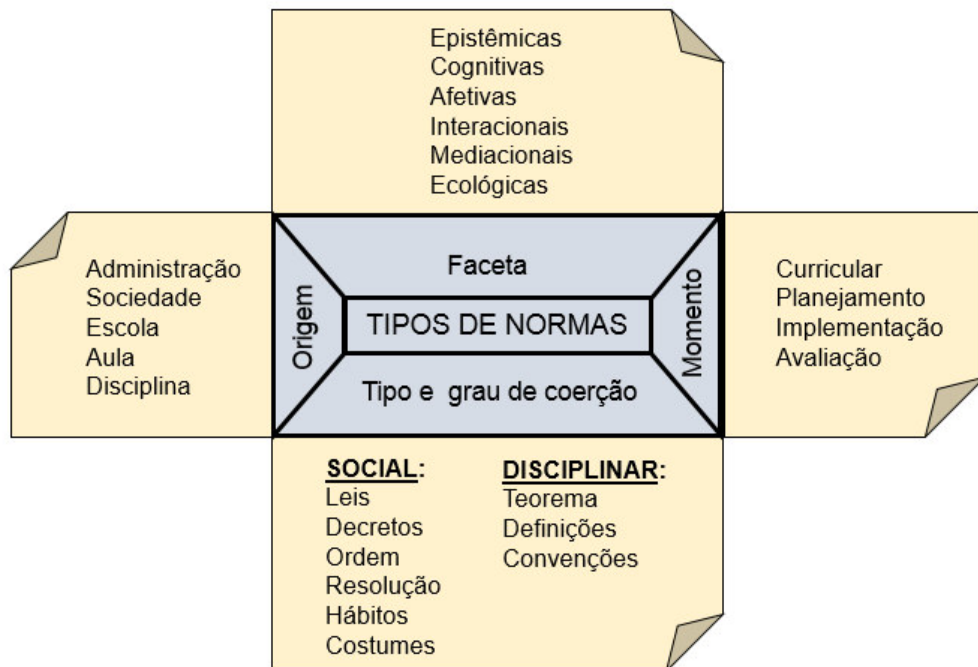 Epistêmicas
Cognitivas
Afetivas
Interacionais
Mediacionais
Ecológicas
Administração
Sociedade
Escola
Aula
Disciplina
Origem
Faceta
TIPOS DE NORMAS
Tipo e grau de coerção
Momento
Curricular
Planejamento
Implementação
Avaliação
SOCIAL:
Leis
Decretos
Ordem
Resolução
Hábitos
Costumes
DISCIPLINAR:
Teorema
Definições
Convenções